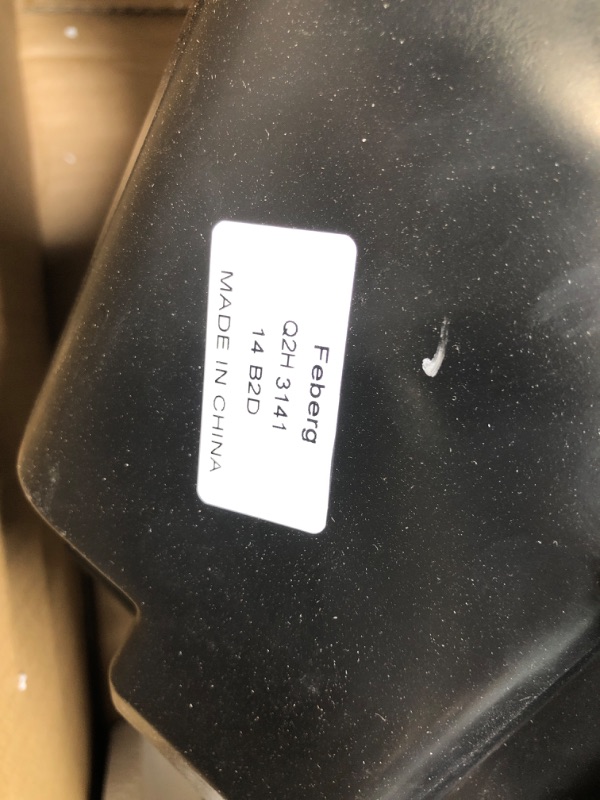 Feberg
Q2H 3141
14 B2D
MADE IN CHINA